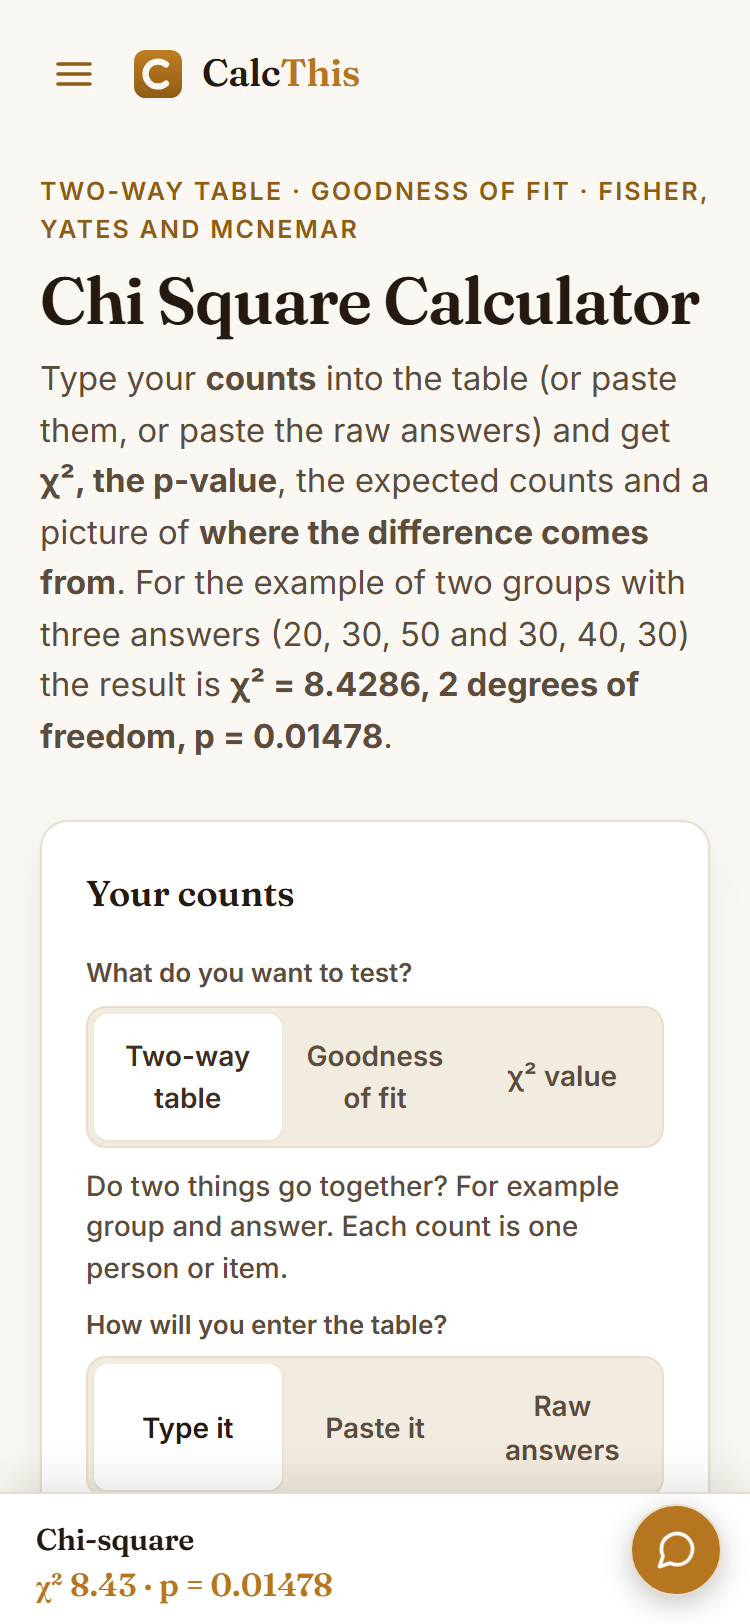 CalcThis
TWO-WAY TABLE · GOODNESS OF FIT · FISHER,
YATES AND MCNEMAR
Chi Square Calculator
Type your counts into the table (or paste
them, or paste the raw answers) and get
χ², the p-value, the expected counts and a
picture of where the difference comes
from. For the example of two groups with
three answers (20, 30, 50 and 30, 40, 30)
the result is χ² = 8.4286, 2 degrees of
freedom, p = 0.01478.
Your counts
What do you want to test?
Two-way
table
Goodness
of fit
χ² value
Do two things go together? For example
group and answer. Each count is one
person or item.
How will you enter the table?
Type it
Paste it
Raw
answers
Chi-square
χ² 8.43 · p = 0.01478